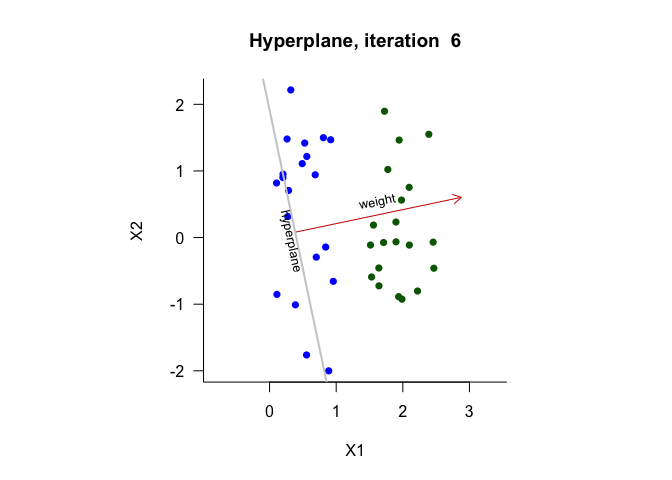 Hyperplane, iteration  6
2
1
0
-1
-2
X2
weight
Hyperplane
0
1
2
3
X1